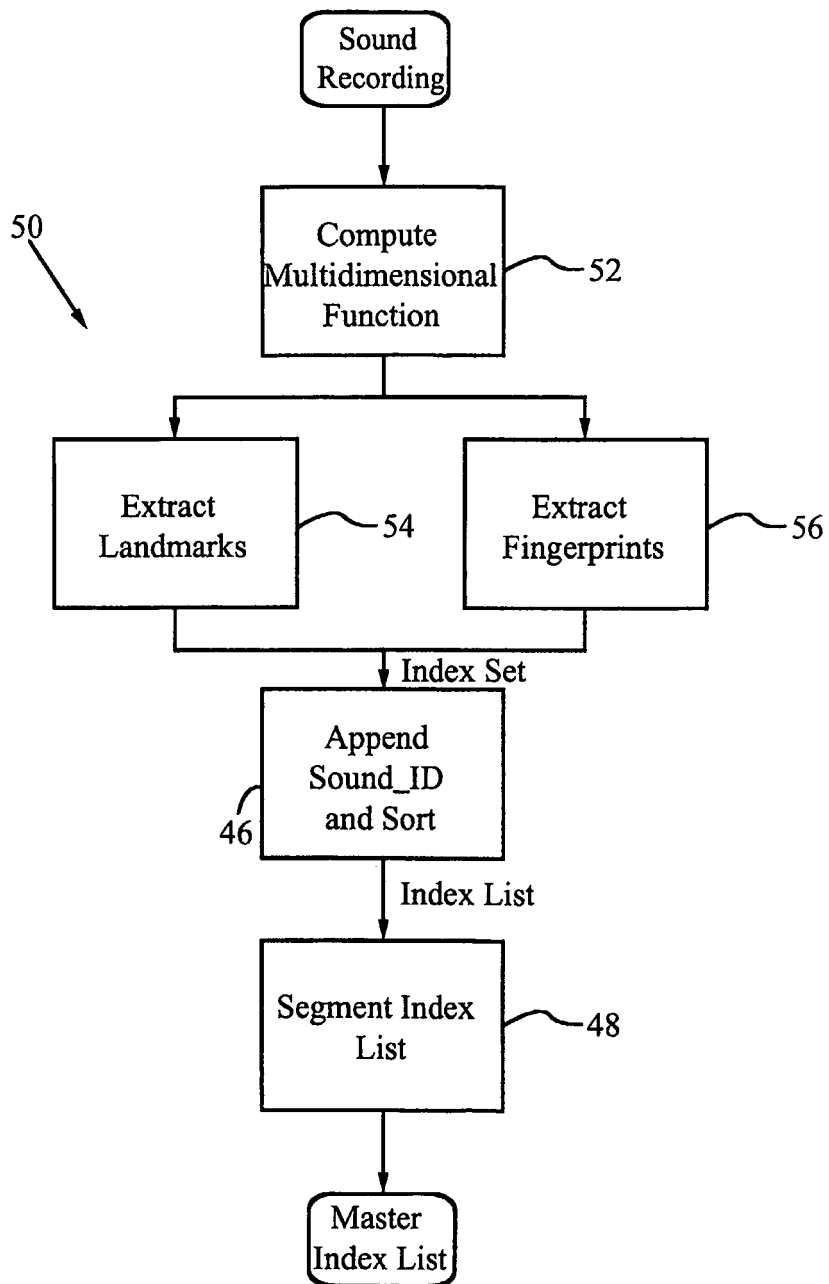 Sound
Recording
50
Compute
Multidimensional
Function
52
Extract
Landmarks
54
Extract
Fingerprints
56
Index Set
Append
Sound_ID
and Sort
46
Index List
Segment Index
List
48
Master
Index List